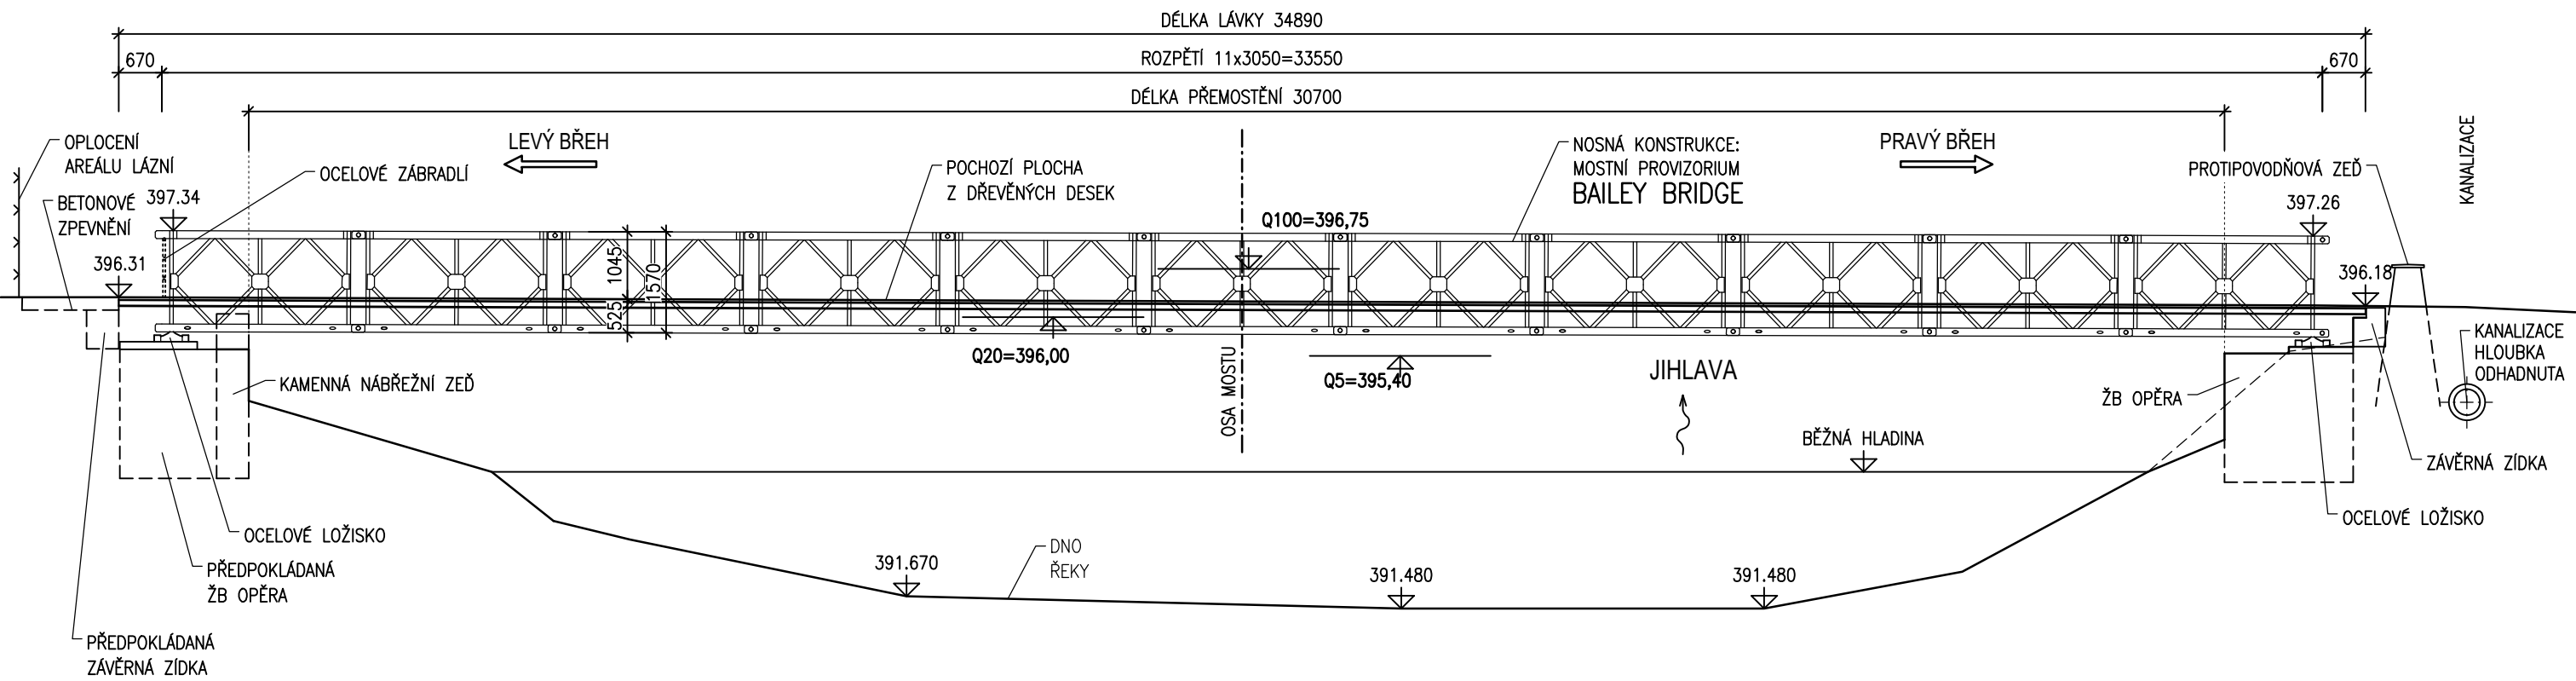 DÉLKA LÁVKY 34890
670
ROZPĚTÍ 11x3050=33550
670
DÉLKA PŘEMOSTĚNÍ 30700
OPLOCENÍ
AREÁLU LÁZNÍ
LEVÝ BŘEH
OCELOVÉ ZÁBRADLÍ
POCHOZÍ PLOCHA
Z DŘEVĚNÝCH DESEK
NOSNÁ KONSTRUKCE:
MOSTNÍ PROVIZORIUM
BAILEY BRIDGE
PRAVÝ BŘEH
PROTIPOVODŇOVÁ ZEĎ
KANALIZACE
BETONOVÉ
ZPEVNĚNÍ
397.34
397.26
Q100=396,75
396.31
396.18
1045
525
1570
Q20=396,00
Q5=395,40
OSA MOSTU
JIHLAVA
KAMENNÁ NÁBŘEŽNÍ ZEĎ
ŽB OPĚRA
KANALIZACE
HLOUBKA
ODHADNUTA
BĚŽNÁ HLADINA
ZÁVĚRNÁ ZÍDKA
OCELOVÉ LOŽISKO
OCELOVÉ LOŽISKO
PŘEDPOKLÁDANÁ
ŽB OPĚRA
391.670
DNO
ŘEKY
391.480
391.480
PŘEDPOKLÁDANÁ
ZÁVĚRNÁ ZÍDKA